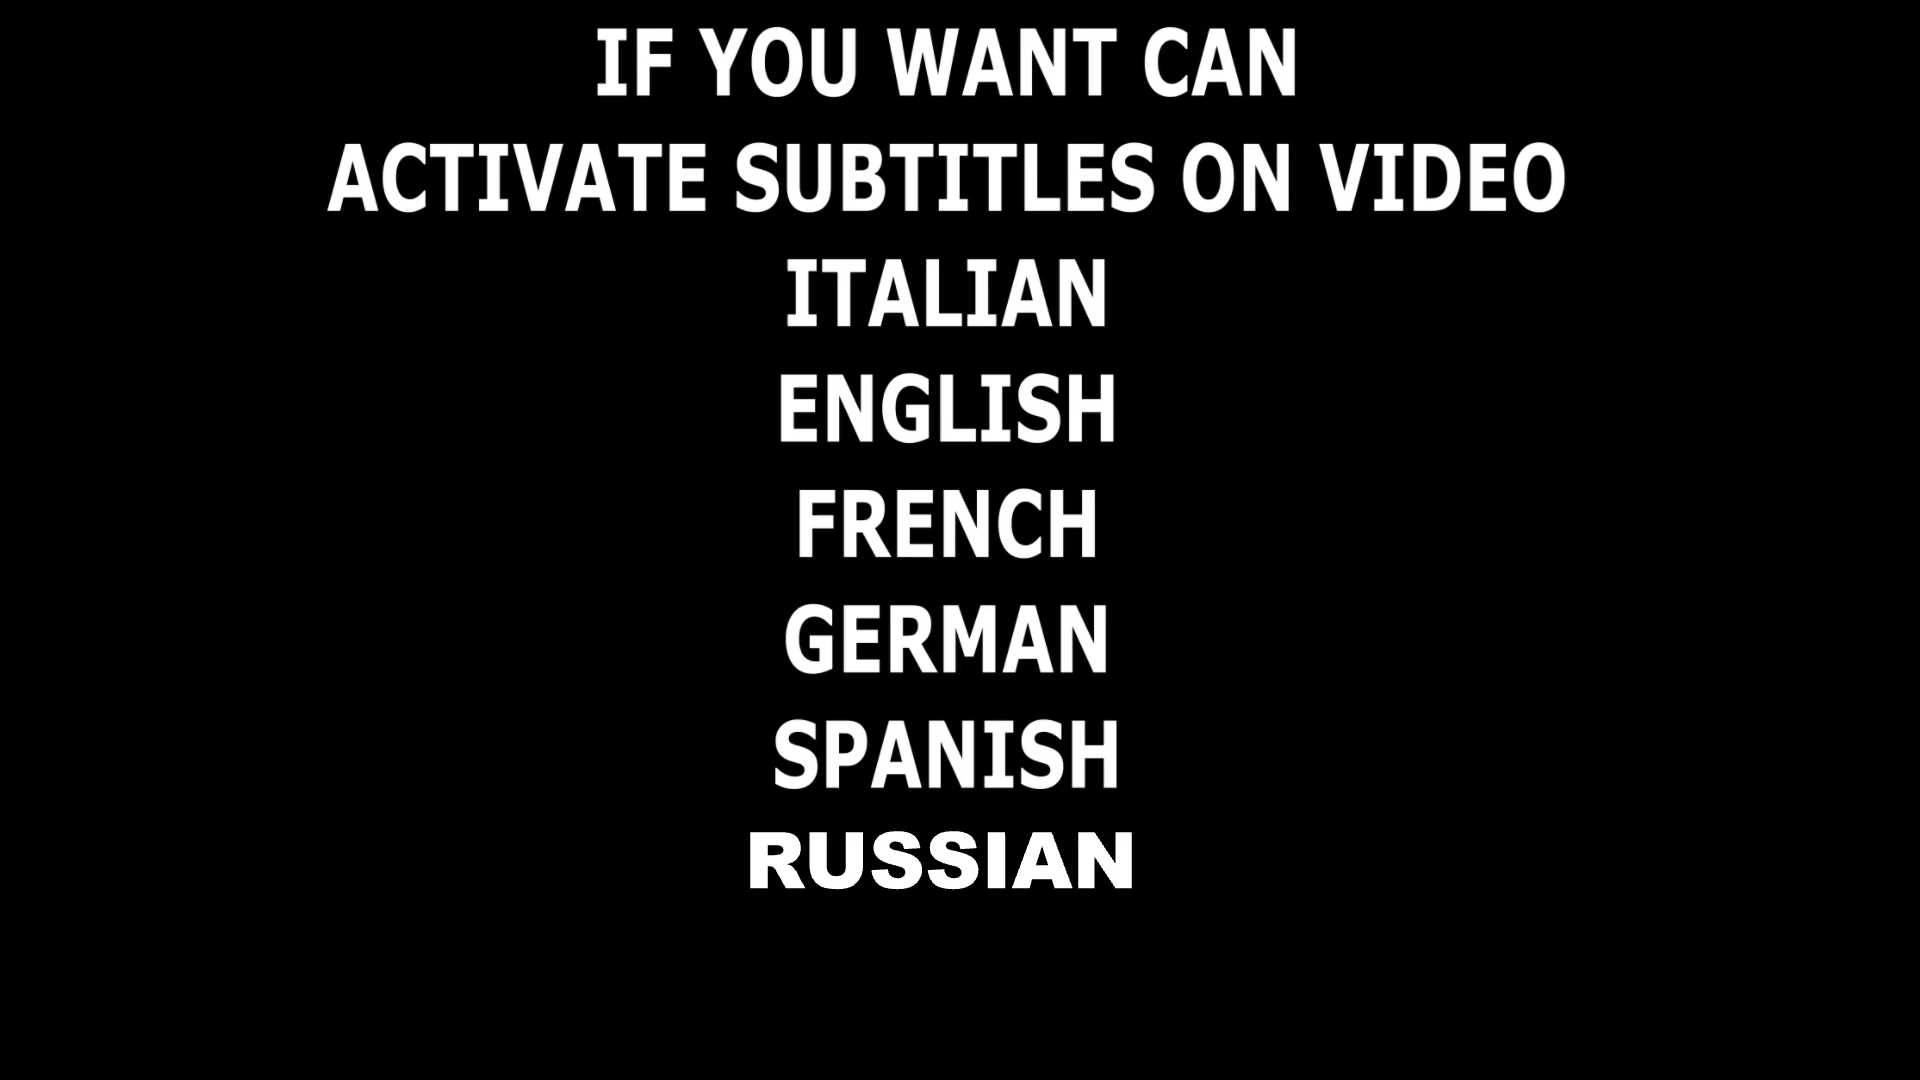 IF YOU WANT CAN
ACTIVATE SUBTITLES ON VIDEO
ITALIAN
ENGLISH
FRENCH
GERMAN
SPANISH
RUSSIAN